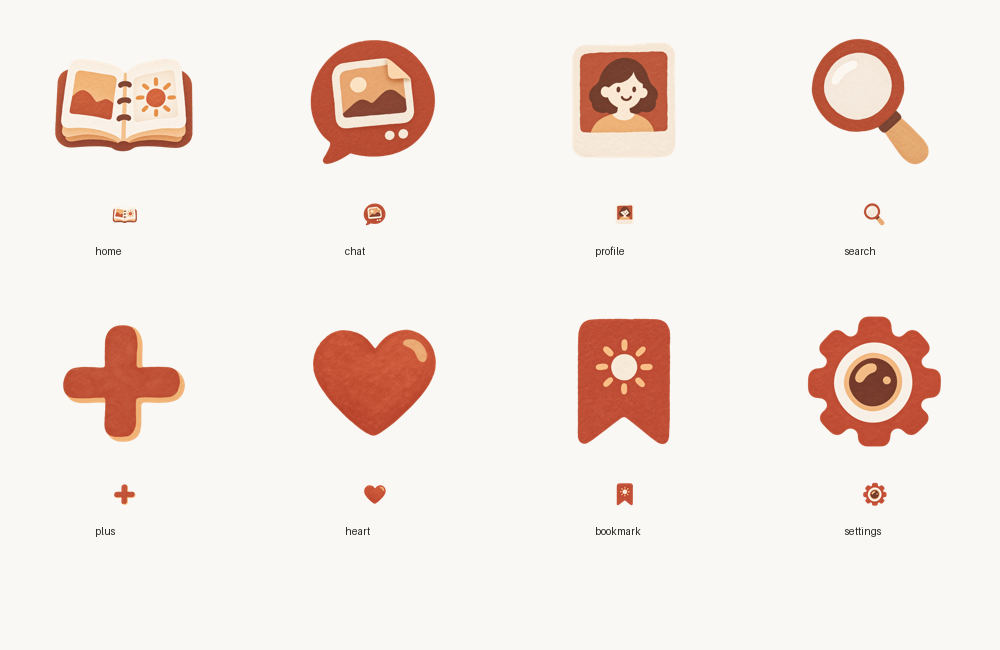 home
chat
profile
search
plus
heart
bookmark
settings